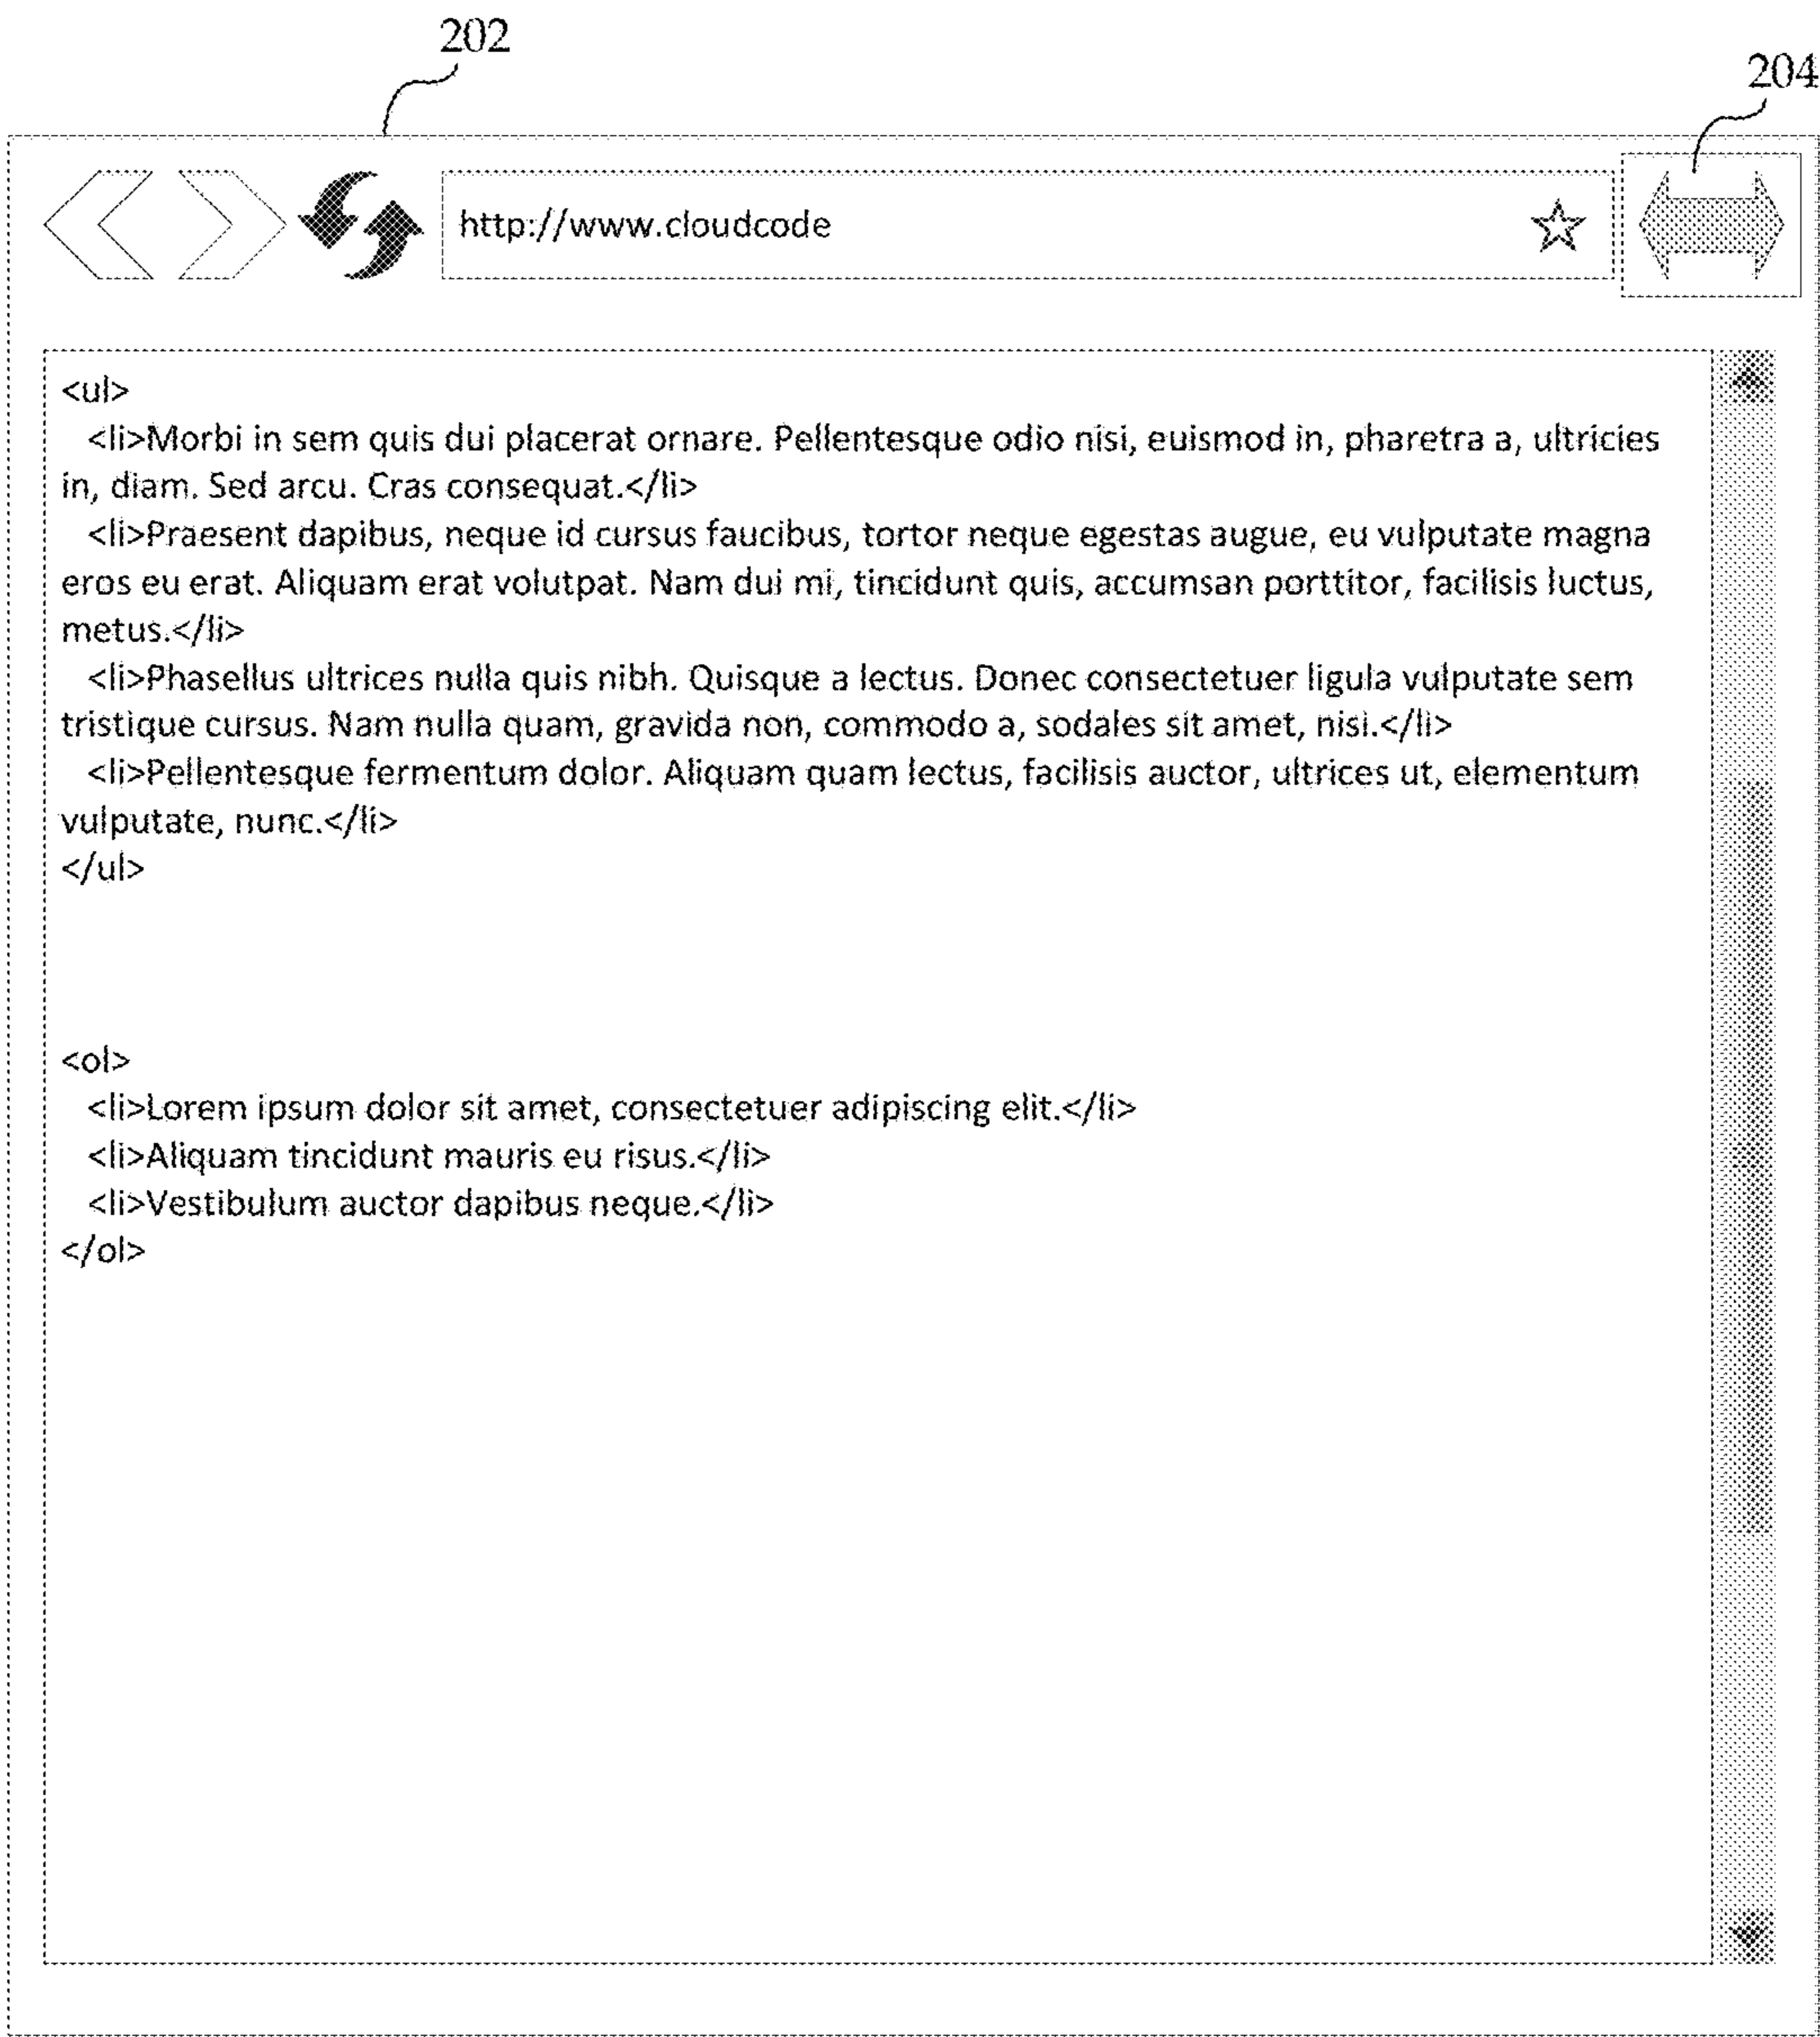 202
204
http://www.cloudcode
<ul>
<li>Morbi in sem quis dui placerat ornare. Pellentesque odio nisi, euismod in, pharetra a, ultricies
in, diam. Sed arcu. Cras consequat.</li>
<li>Praesent dapibus, neque id cursus faucibus, tortor neque egestas augue, eu vulputate magna
eros eu erat. Aliquam erat volutpat. Nam dui mi, tincidunt quis, accumsan porttitor, facilisis luctus,
metus.</li>
<li>Phasellus ultrices nulla quis nibh. Quisque a lectus. Donec consectetuer ligula vulputate sem
tristique cursus. Nam nulla quam, gravida non, commodo a, sodales sit amet, nisi.</li>
<li>Pellentesque fermentum dolor. Aliquam quam lectus, facilisis auctor, ultrices ut, elementum
vulputate, nunc.</li>
</ul>
<ol>
<li>Lorem ipsum dolor sit amet, consectetuer adipiscing elit.</li>
<li>Aliquam tincidunt mauris eu risus.</li>
<li>Vestibulum auctor dapibus neque.</li>
</ol>